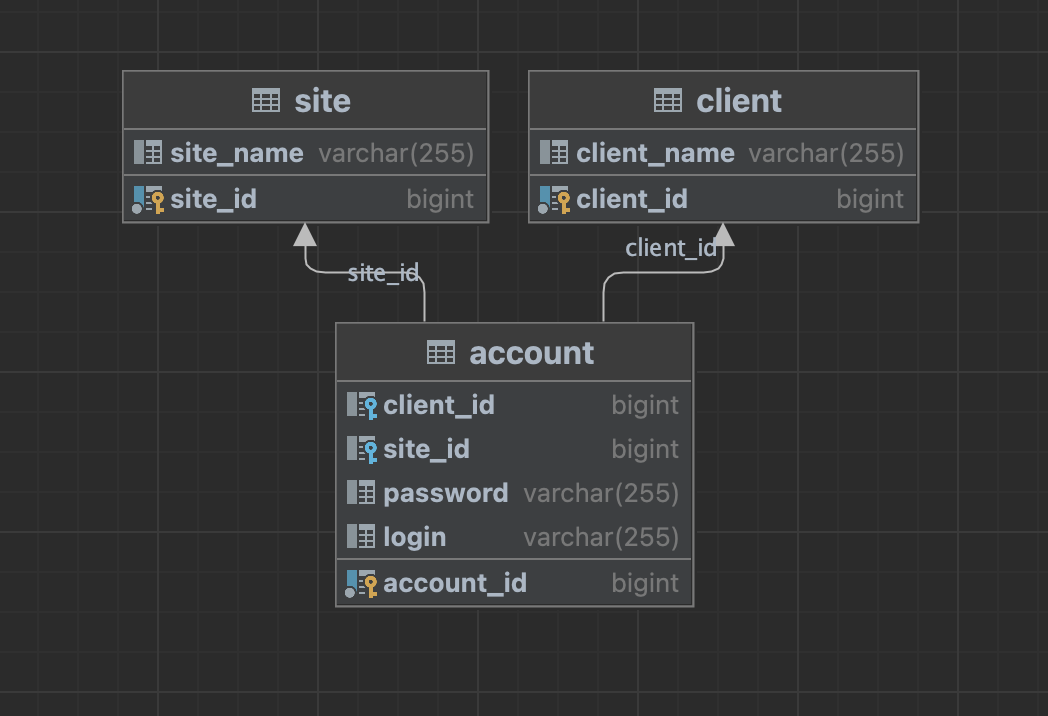 site
site_name varchar(255)
site_id bigint
client
client_name varchar(255)
client_id bigint
site_id
client_id
account
client_id bigint
site_id bigint
password varchar(255)
login varchar(255)
account_id bigint